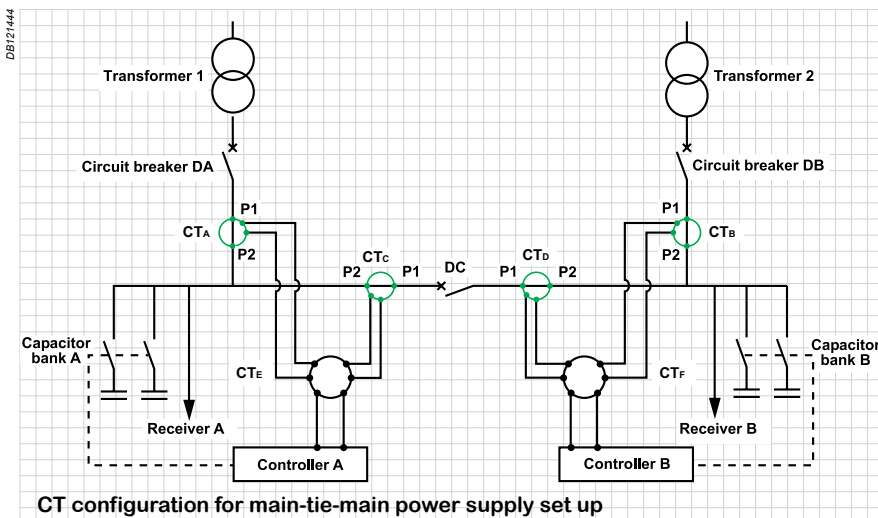 DB121444
Transformer 1
Transformer 2
Circuit breaker DA
Circuit breaker DB
P1
P1
CTA
CTB
P2
P2
CTC
CTD
P2
P1
DC
P1
P2
Capacitor
bank A
Capacitor
bank B
CTE
CTF
Receiver A
Receiver B
Controller A
Controller B
CT configuration for main-tie-main power supply set up